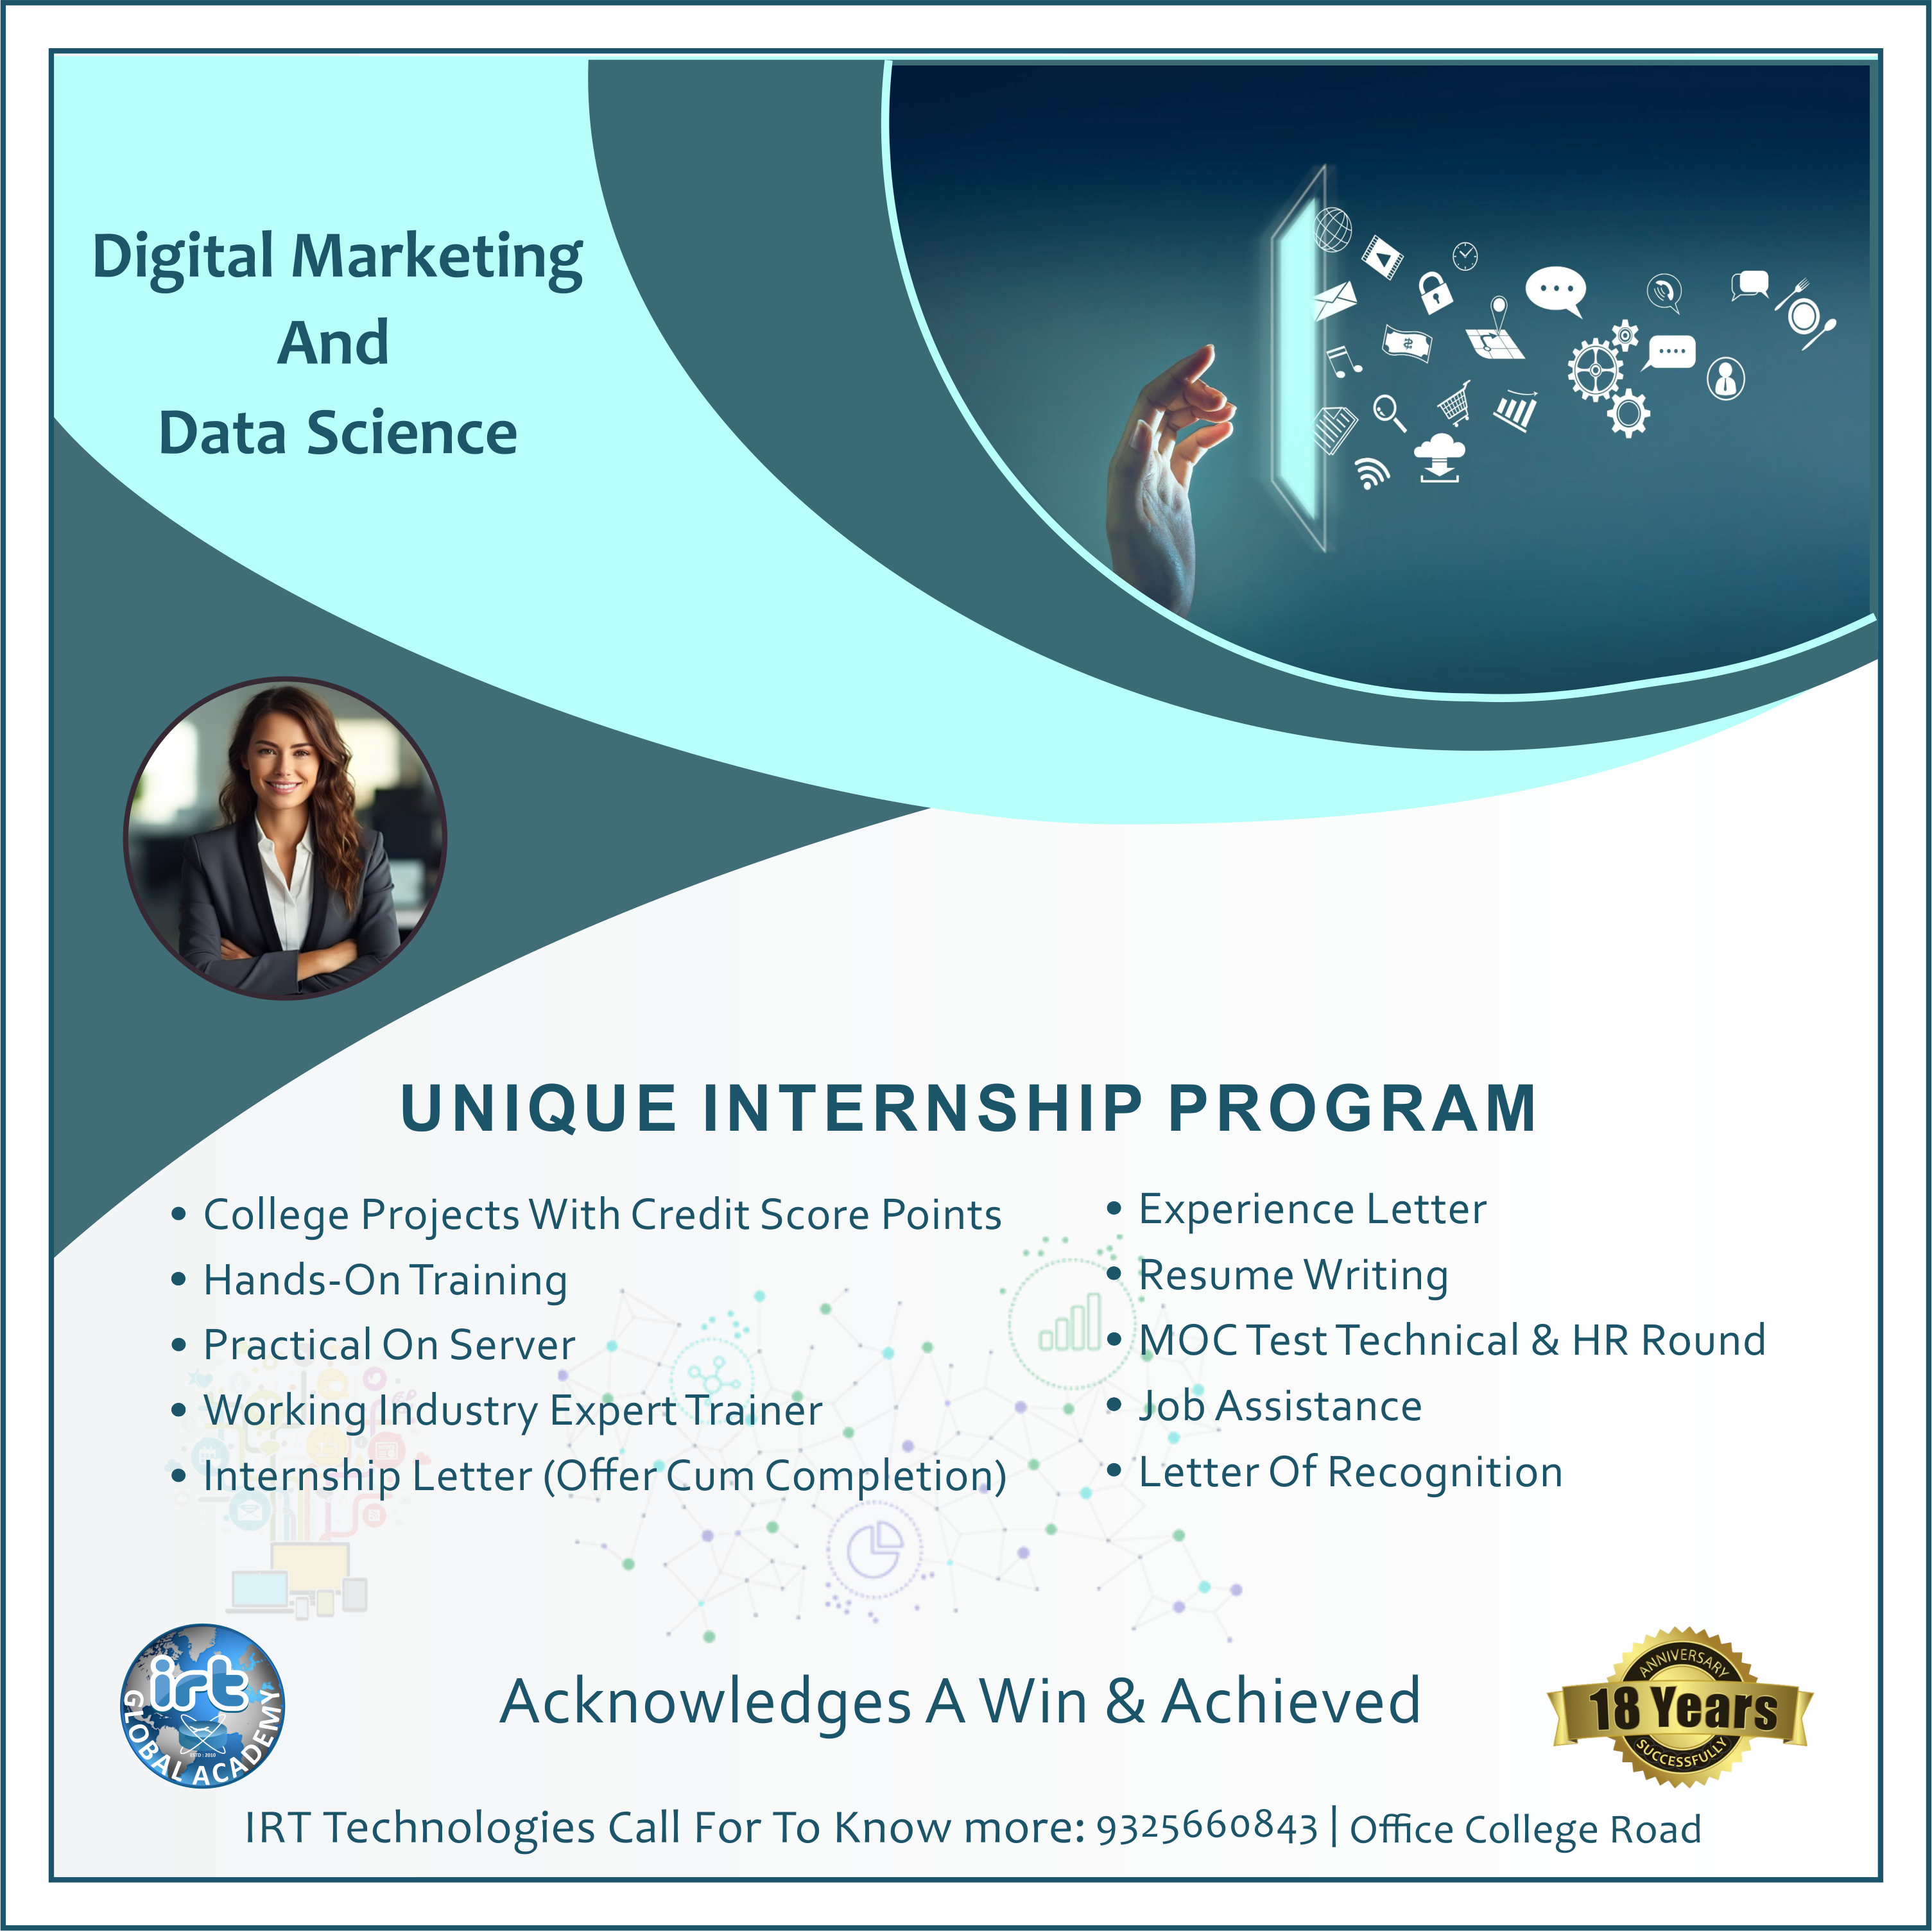 Digital Marketing
And
Data Science
UNIQUE INTERNSHIP PROGRAM
• College Projects With Credit Score Points
• Hands-On Training
• Practical On Server
• Working Industry Expert Trainer
• Internship Letter (Offer Cum Completion)
• Experience Letter
• Resume Writing
• MOC Test Technical & HR Round
• Job Assistance
• Letter Of Recognition
irt
ESTD : 2010
GLOBAL ACADEMY
Acknowledges A Win & Achieved
ANNIVERSARY
18 Years
SUCCESSFULLY
IRT Technologies Call For To Know more: 9325660843 | Office College Road